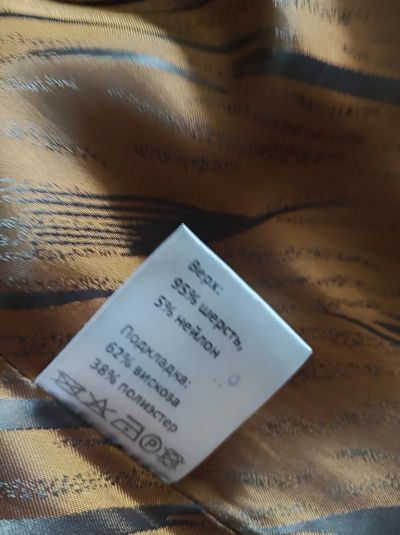 Верх:
95% шерсть,
5% нейлон
Подкладка:
62% вискоза
38% полиэстер